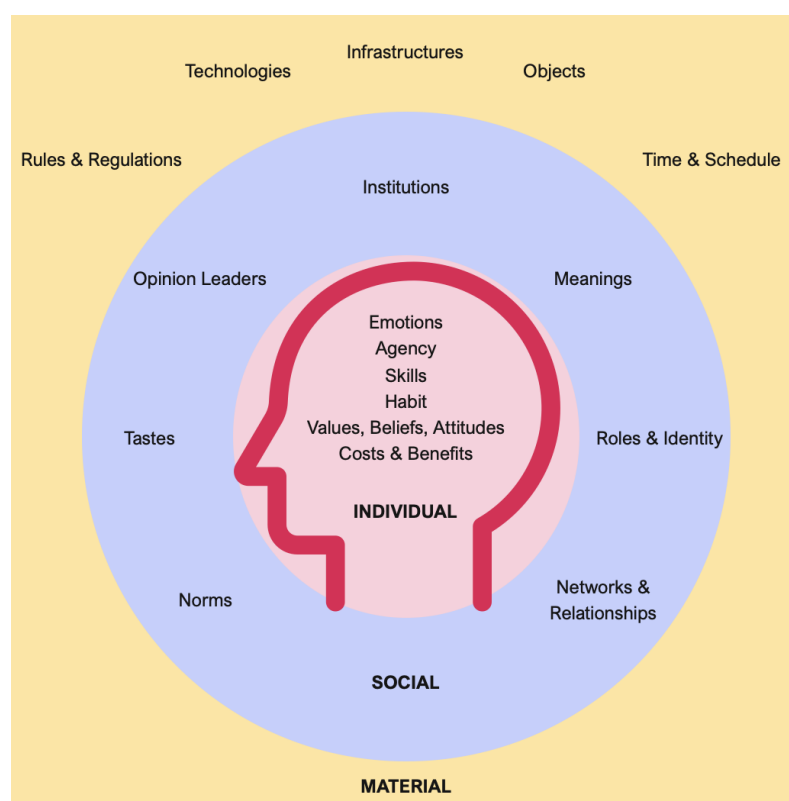 Infrastructures
Technologies
Objects
Rules & Regulations
Time & Schedule
Institutions
Opinion Leaders
Meanings
Emotions
Agency
Skills
Habit
Values, Beliefs, Attitudes
Costs & Benefits
Tastes
Roles & Identity
INDIVIDUAL
Norms
Networks &
Relationships
SOCIAL
MATERIAL